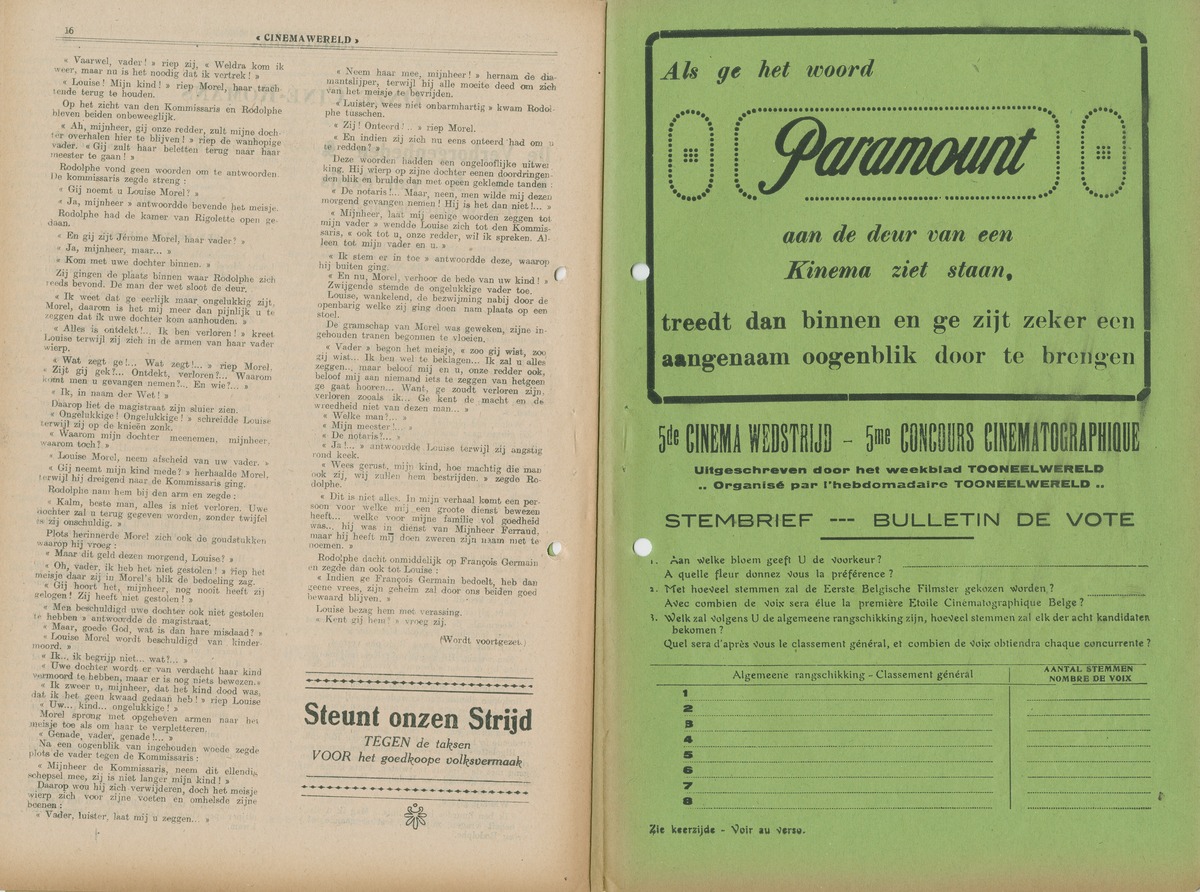 16
« CINEMAWERELD »
« Vaarwel, vader! » riep zij, « Weldra kom ik
weer, maar nu is het noodig dat ik vertrek! »
« Louise! Mijn kind! » riep Morel, haar trach
tende terug te houden.
Op het zicht van den Kommissaris en Rodolphe
bleven beiden onbeweeglijk.
« Ah, mijnheer, gij onze redder, zult mijne doch-
ter overhalen hier te blijven! » riep de wanhopige
vader. « Gij zult haar beletten terug naar haar
meester te gaan! »
Rodolphe vond geen woorden om te antwoorden.
De kommissaris zegde streng :
« Gij noemt u Louise Morel? »
« Ja, mijnheer » antwoordde bevende het meisje.
Rodolphe had de kamer van Rigolette open ge-
daan.
« En gij zijt Jérome Morel, haar vader? »
« Ja, mijnheer, maar... »
« Kom met uwe dochter binnen. »
Zij gingen de plaats binnen waar Rodolphe zich
reeds bevond. De man der wet sloot de deur.
« Ik weet dat ge eerlijk maar ongelukkig zijt,
Morel, daarom is het mij meer dan pijnlijk u te
zeggen dat ik uwe dochter kom aanhouden. »
« Alles is ontdekt!... Ik ben verloren! » kreet
Louise terwijl zij zich in de armen van haar vader
wierp.
« Wat zegt ge!... Wat zegt!... » riep Morel.
« Zijt gij gek?... Ontdekt, verloren?... Waarom
komt men u gevangen nemen?... En wie?... »
« Ik, in naam der Wet! »
Daarop liet de magistraat zijn sluier zien.
« Ongelukkige! Ongelukkige! » schreidde Louise
terwijl zij op de knieën zonk.
« Waarom mijn dochter meenemen, mijnheer,
waarom toch? »
« Louise Morel, neem afscheid van uw vader. »
« Gij neemt mijn kind mede? » herhaalde Morel,
terwijl hij dreigend naar de Kommissaris ging.
Rodolphe nam hem bij den arm en zegde :
« Kalm, beste man, alles is niet verloren. Uwe
dochter zal u terug gegeven worden, zonder twijfel
is zij onschuldig. »
Plots herinnerde Morel zich ook de goudstukken
waarop hij vroeg :
« Maar dit geld dezen morgend, Louise? »
« Oh, vader, ik heb het niet gestolen! » riep het
meisje daar zij in Morel's blik de bedoeling zag.
« Gij hoort het, mijnheer, nog nooit heeft zij
gelogen! Zij heeft niet gestolen! »
« Men beschuldigd uwe dochter ook niet gestolen
te hebben » antwoordde de magistraat.
« Maar, goede God, wat is dan hare misdaad? »
« Louise Morel wordt beschuldigd van kinder-
moord. »
« Ik... ik begrijp niet... wat?... »
« Uwe dochter wordt er van verdacht haar kind
vermoord te hebben, maar er is nog niets bewezen.»
« Ik zweer u, mijnheer, dat het kind dood was,
dat ik het geen kwaad gedaan heb! » riep Louise
« Uw... kind... ongelukkige! »
Morel sprong met opgeheven armen naar het
meisje toe als om haar te verpletteren.
« Genade, vader, genade!... »
Na een oogenblik van ingehouden woede zegde
plots de vader tegen de Kommissaris :
« Mijnheer de Kommissaris, neem dit ellendig
schepsel mee, zij is niet langer mijn kind! »
Daarop wou hij zich verwijderen, doch het meisje
wierp zich voor zijne voeten en omhelsde zijne
beenen :
« Vader, luister, laat mij u zeggen... »
« Neem haar mee, mijnheer! » hernam de dia-
mantslijper, terwijl hij alle moeite deed om zich
van het meisje te bevrijden.
« Luister, wees niet onbarmhartig » kwam Rodol-
phe tusschen.
« Zij! Onteerd!... » riep Morel.
« En indien zij zich nu eens onteerd had om u
te redden? »
Deze woorden hadden een ongelooflijke uitwer
king. Hij wierp op zijne dochter eenen doordringen-
den blik en brulde dan met opeen geklemde tanden :
« De notaris!... Maar, neen, men wilde mij dezen
morgend gevangen nemen! Hij is het dan niet!... »
« Mijnheer, laat mij eenige woorden zeggen tot
mijn vader » wendde Louise zich tot den Kommis-
saris, « ook tot u, onze redder, wil ik spreken. Al-
leen tot mijn vader en u. »
« Ik stem er in toe » antwoordde deze, waarop
hij buiten ging.
« En nu, Morel, verhoor de bede van uw kind! »
Zwijgende stemde de ongelukkige vader toe.
Louise, wankelend, de bezwijming nabij door de
openbarig welke zij ging doen nam plaats op een
stoel.
De gramschap van Morel was geweken, zijne in-
gehouden tranen begonnen te vloeien.
« Vader » begon het meisje, « zoo gij wist, zoo
gij wist... Ik ben wel te beklagen... Ik zal u alles
zeggen.., maar beloof mij en u, onze redder ook,
beloof mij aan niemand iets te zeggen van hetgeen
ge gaat hooren... Want, ge zoudt verloren zijn,
verloren zooals ik. Ge kent de macht en de
wreedheid niet van dezen man... »
« Welke man?... »
« Mijn meester!... »
« De notaris?... »
« Ja!... » antwoordde Louise terwijl zij angstig
rond keek.
« Wees gerust, mijn kind, hoe machtig die man
ook zij, wij zullen hem bestrijden. » zegde Ro-
dolphe.
« Dit is niet alles. In mijn verhaal komt een per-
soon voor welke mij een groote dienst bewezen
heeft... welke voor mijne familie vol goedheid
was... hij was in dienst van Mijnheer Ferraud,
maar hij heeft mij doen zweren zijn naam niet te
noemen. »
Rodolphe dacht onmiddelijk op François Germain
en zegde dan ook tot Louise :
« Indien ge François Germain bedoelt, heb dan
geene vrees, zijn geheim zal door ons beiden goed
bewaard blijven. »
Louise bezag hem met verassing.
« Kent gij hem? » vroeg zij.
(Wordt voortgezet.)
Steunt onzen Strijd
TEGEN de taksen
VOOR het goedkoope volksvermaak
Als ge het woord
Paramount
aan de deur van een
Kinema ziet staan,
treedt dan binnen en ge zijt zeker een
aangenaam oogenblik door te brengen
5de CINEMA WEDSTRIJD - 5me CONCOURS CINEMATOGRAPHIQUE
Uitgeschreven door het weekblad TOONEELWERELD
.. Organisé par l'hebdomadaire TOONEELWERELD ..
STEMBRIEF --- BULLETIN DE VOTE
1. Aan welke bloem geeft U de voorkeur?
A quelle fleur donnez vous la préférence?
2. Met hoeveel stemmen zal de Eerste Belgische Filmster gekozen worden?
Avec combien de voix sera élue la première Etoile Cinématographique Belge?
3. Welk zal volgens U de algemeene rangschikking zijn, hoeveel stemmen zal elk der acht kandidaten
bekomen?
Quel sera d'après vous le classement général, et combien de voix obtiendra chaque concurrente?
Algemeene rangschikking - Classement général
AANTAL STEMMEN
NOMBRE DE VOIX
1
2
3
4
5
6
7
8
Zie keerzijde - Voir au verso.